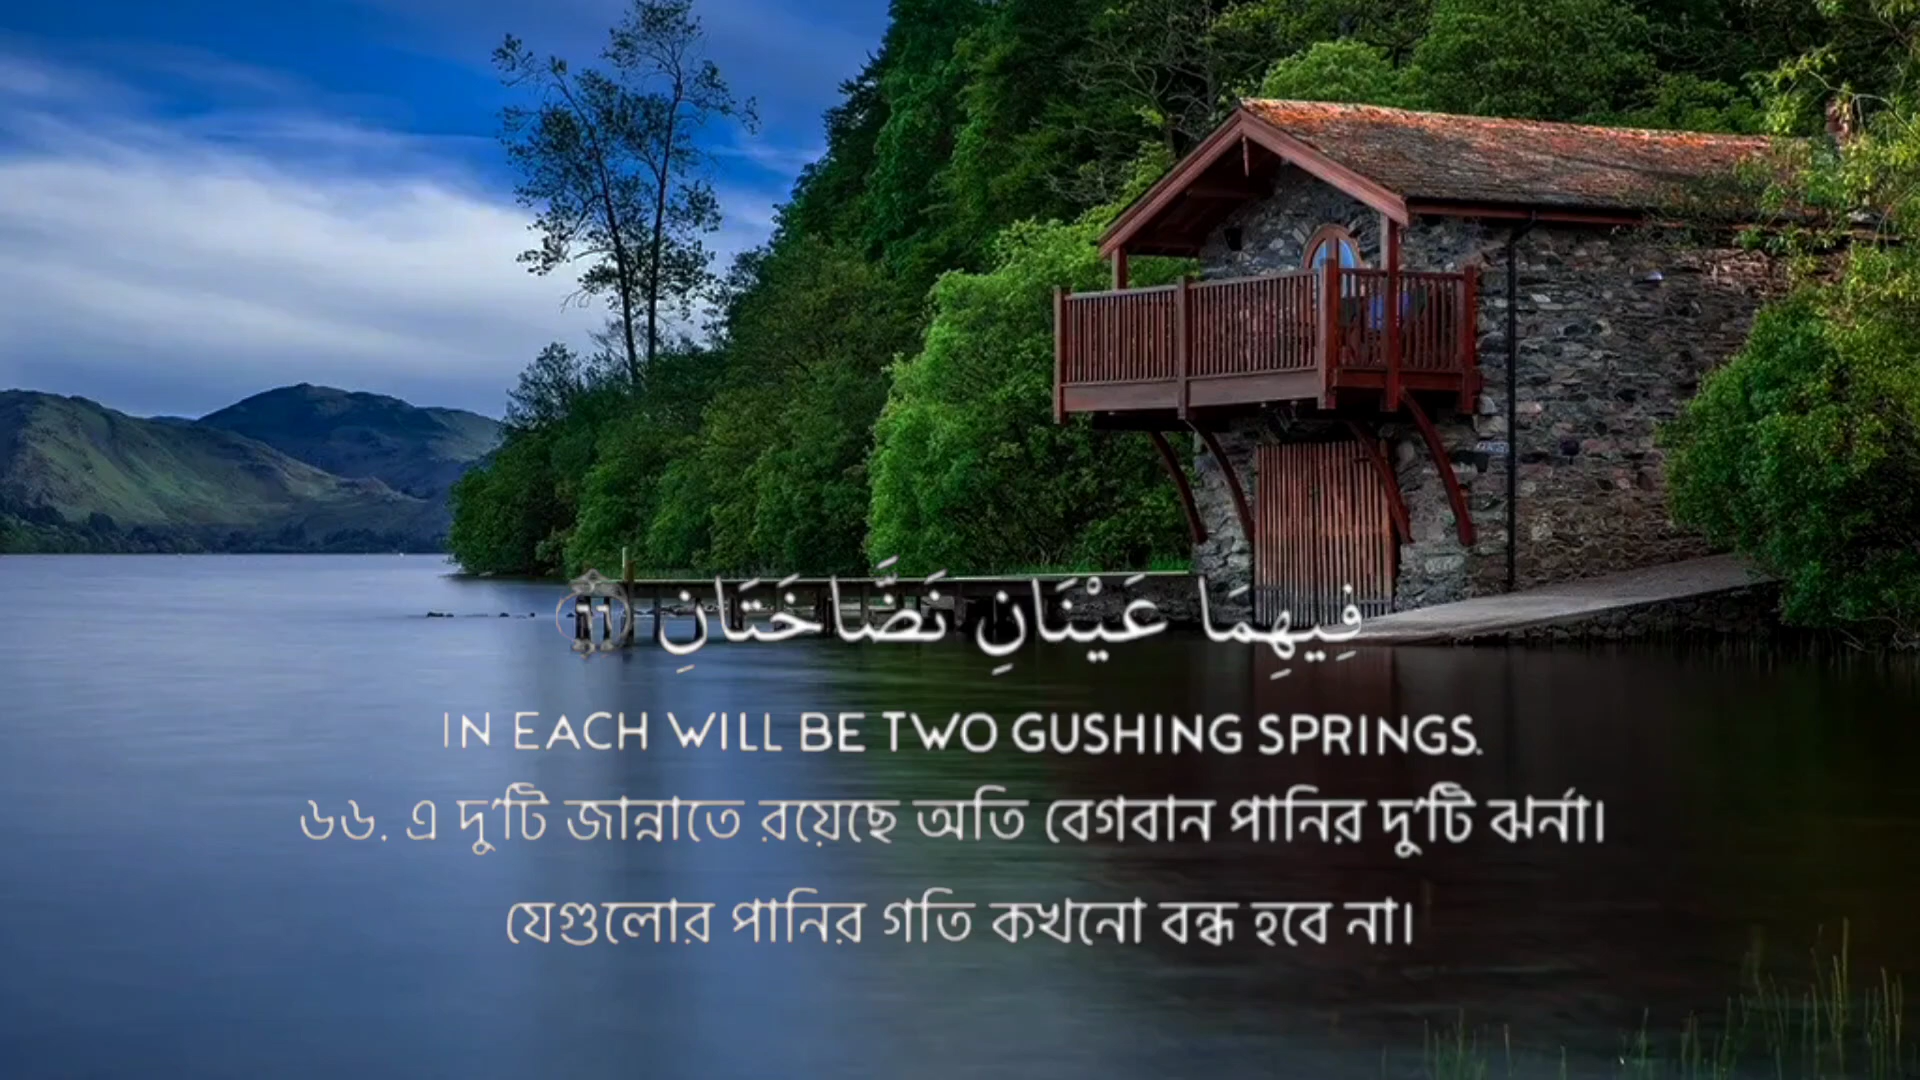 فِيهِمَا عَيْنَانِ نَضَّاخَتَانِ ٦٦
IN EACH WILL BE TWO GUSHING SPRINGS.
৬৬. এ দু'টি জান্নাতে রয়েছে অতি বেগবান পানির দু'টি ঝর্না।
যেগুলোর পানির গতি কখনো বন্ধ হবে না।